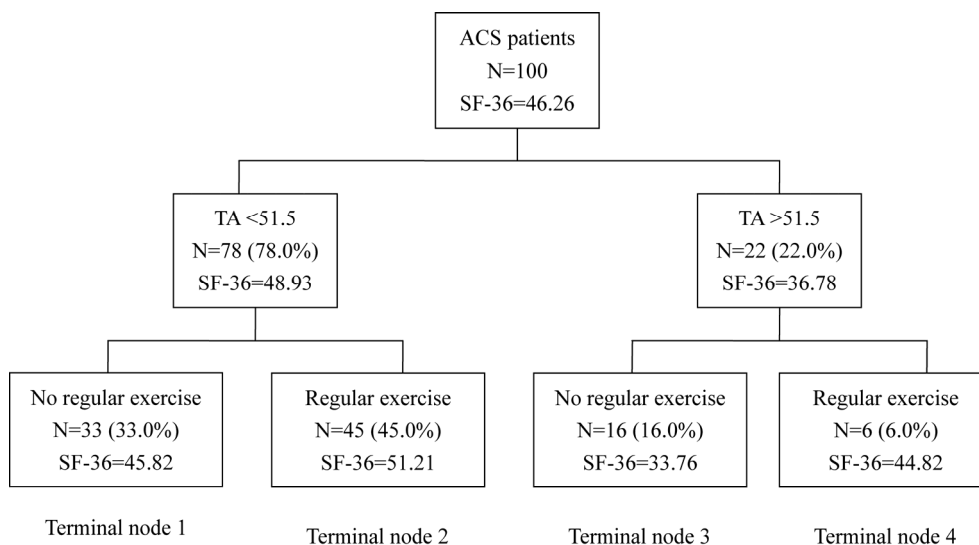 ACS patients
N=100
SF-36=46.26
TA <51.5
N=78 (78.0%)
SF-36=48.93
TA >51.5
N=22 (22.0%)
SF-36=36.78
No regular exercise
N=33 (33.0%)
SF-36=45.82
Regular exercise
N=45 (45.0%)
SF-36=51.21
No regular exercise
N=16 (16.0%)
SF-36=33.76
Regular exercise
N=6 (6.0%)
SF-36=44.82
Terminal node 1
Terminal node 2
Terminal node 3
Terminal node 4